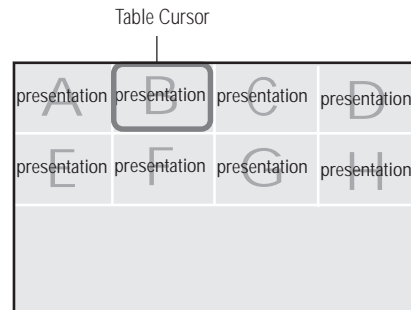 Table Cursor
A B C D
presentation presentation presentation presentation
E F G H
presentation presentation presentation presentation